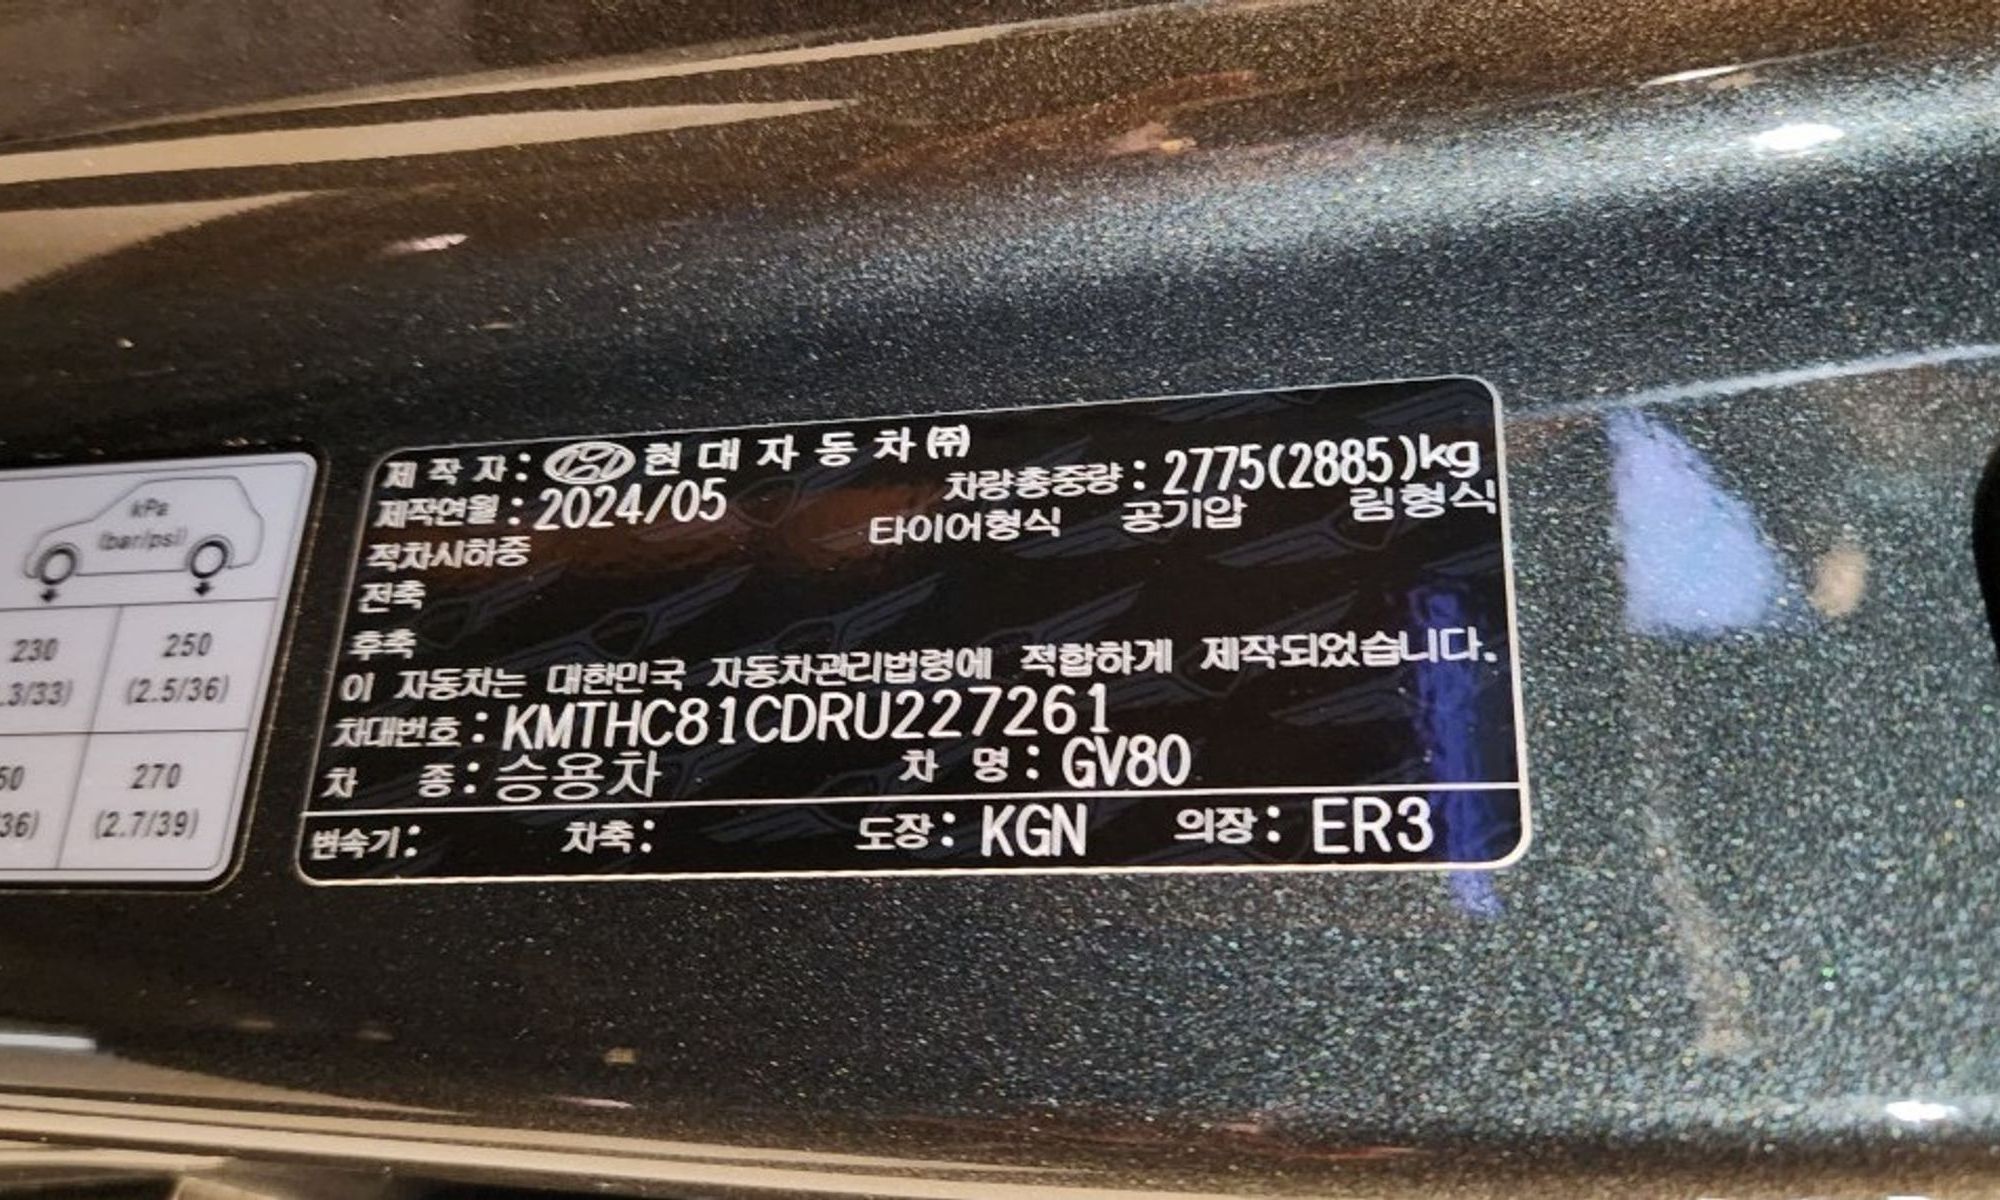 제작자: 현대자동차㈜
제작연월: 2024/05 차량총중량: 2775(2885)kg
적차시하중 타이어형식 공기압 림형식
전축
후축
이 자동차는 대한민국 자동차관리법령에 적합하게 제작되었습니다.
차대번호: KMTHC81CDRU227261
차 종: 승용차 차 명: GV80
변속기: 차축: 도장: KGN 의장: ER3
kPa
(bar/psi)
230 250
.3/33) (2.5/36)
270
(2.7/39)